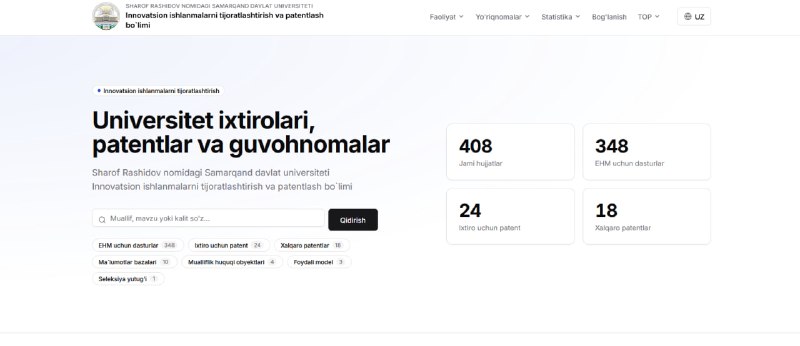 SHAROF RASHIDOV NOMIDAGI SAMARQAND DAVLAT UNIVERSITETI
Innovatsion ishlanmalarni tijoratlashtirish va patentlash
bo`limi
Faoliyat
Yo'riqnomalar
Statistika
Bog'lanish
TOP
UZ
Innovatsion ishlanmalarni tijoratlashtirish
Universitet ixtirolari,
patentlar va guvohnomalar
Sharof Rashidov nomidagi Samarqand davlat universiteti
Innovatsion ishlanmalarni tijoratlashtirish va patentlash bo`limi
Muallif, mavzu yoki kalit so'z...
Qidirish
EHM uchun dasturlar 348
Ixtiro uchun patent 24
Xalqaro patentlar 18
Ma`lumotlar bazalari 10
Mualliflik huquqi obyektlari 4
Foydali model 3
Seleksiya yutug'i 1
408
Jami hujjatlar
348
EHM uchun dasturlar
24
Ixtiro uchun patent
18
Xalqaro patentlar